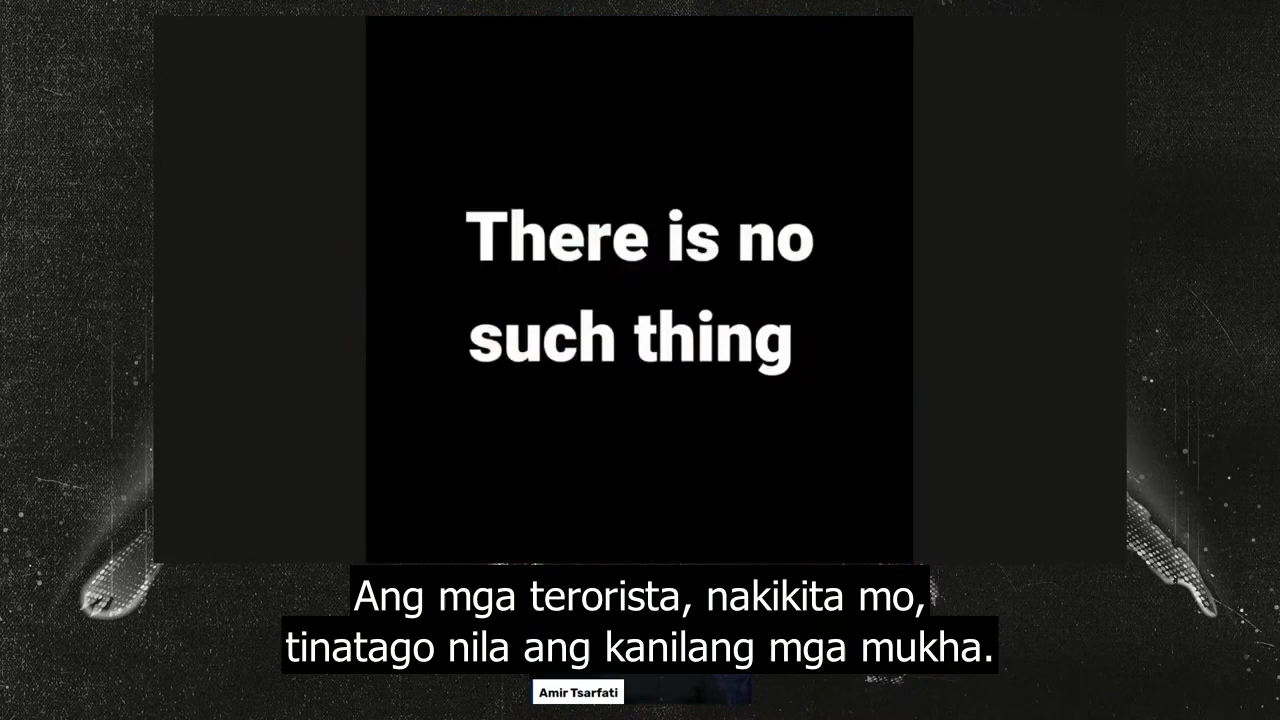 There is no
such thing
Ang mga terorista, nakikita mo,
tinatago nila ang kanilang mga mukha.
Amir Tsarfati